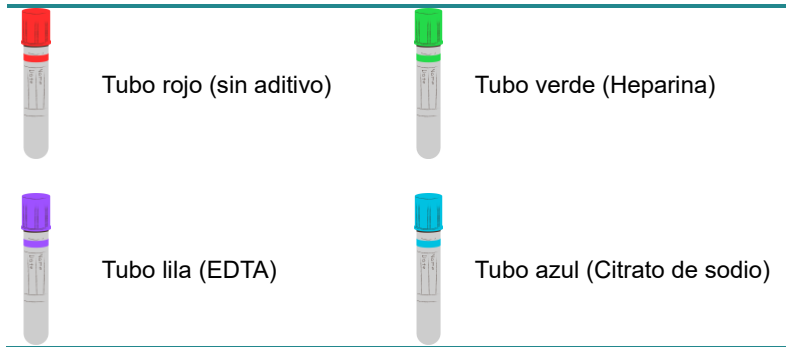 Tubo rojo (sin aditivo)
Tubo verde (Heparina)
Tubo lila (EDTA)
Tubo azul (Citrato de sodio)